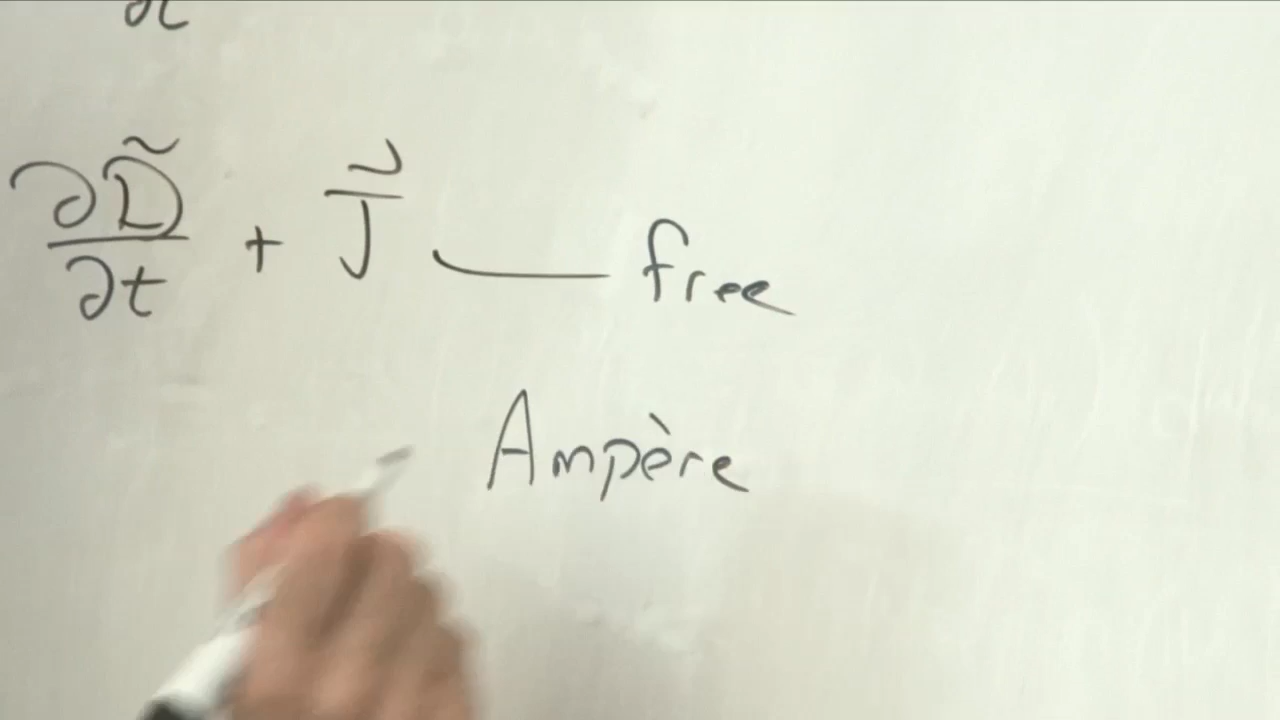 ∂D̃/∂t + J̃ — free
Ampère